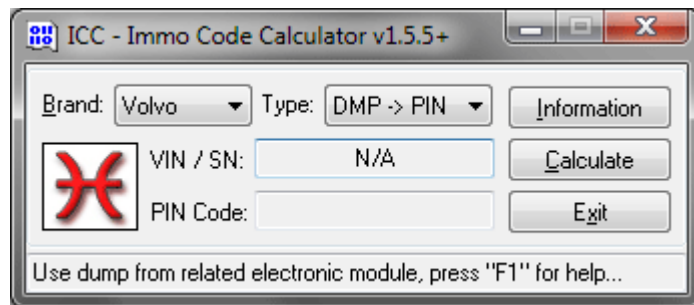 ICC - Immo Code Calculator v1.5.5+
Brand: Volvo Type: DMP -> PIN Information
VIN / SN: N/A Calculate
PIN Code: Exit
Use dump from related electronic module, press "F1" for help...